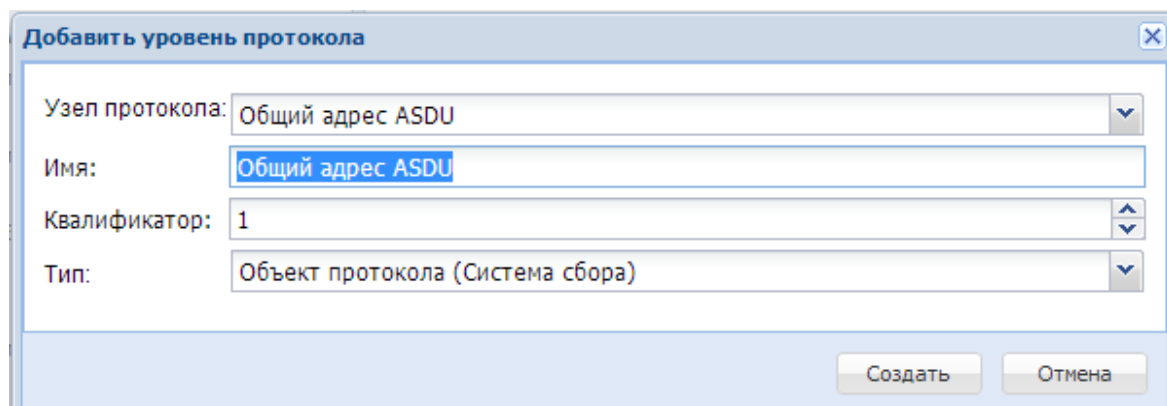 Добавить уровень протокола
Узел протокола: Общий адрес ASDU
Имя: Общий адрес ASDU
Квалификатор: 1
Тип: Объект протокола (Система сбора)
Создать Отмена